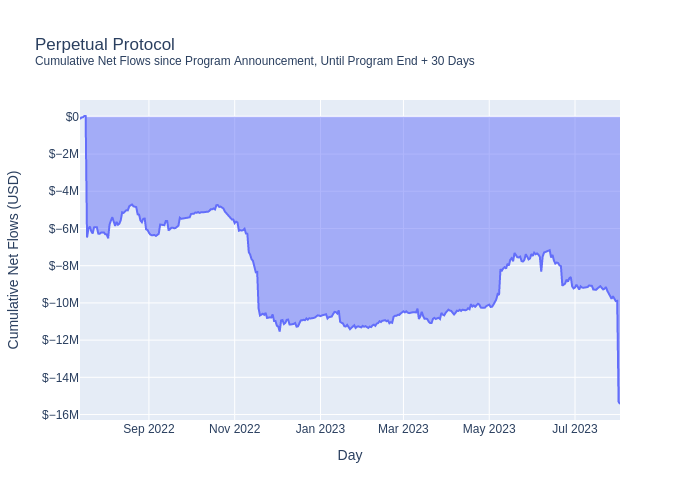 Perpetual Protocol
Cumulative Net Flows since Program Announcement, Until Program End + 30 Days
Cumulative Net Flows (USD)
$0
$−2M
$−4M
$−6M
$−8M
$−10M
$−12M
$−14M
$−16M
Sep 2022 Nov 2022 Jan 2023 Mar 2023 May 2023 Jul 2023
Day